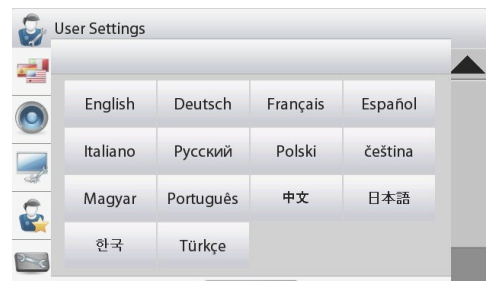 User Settings
English Deutsch Français Español
Italiano Русский Polski čeština
Magyar Português 中文 日本語
한국 Türkçe